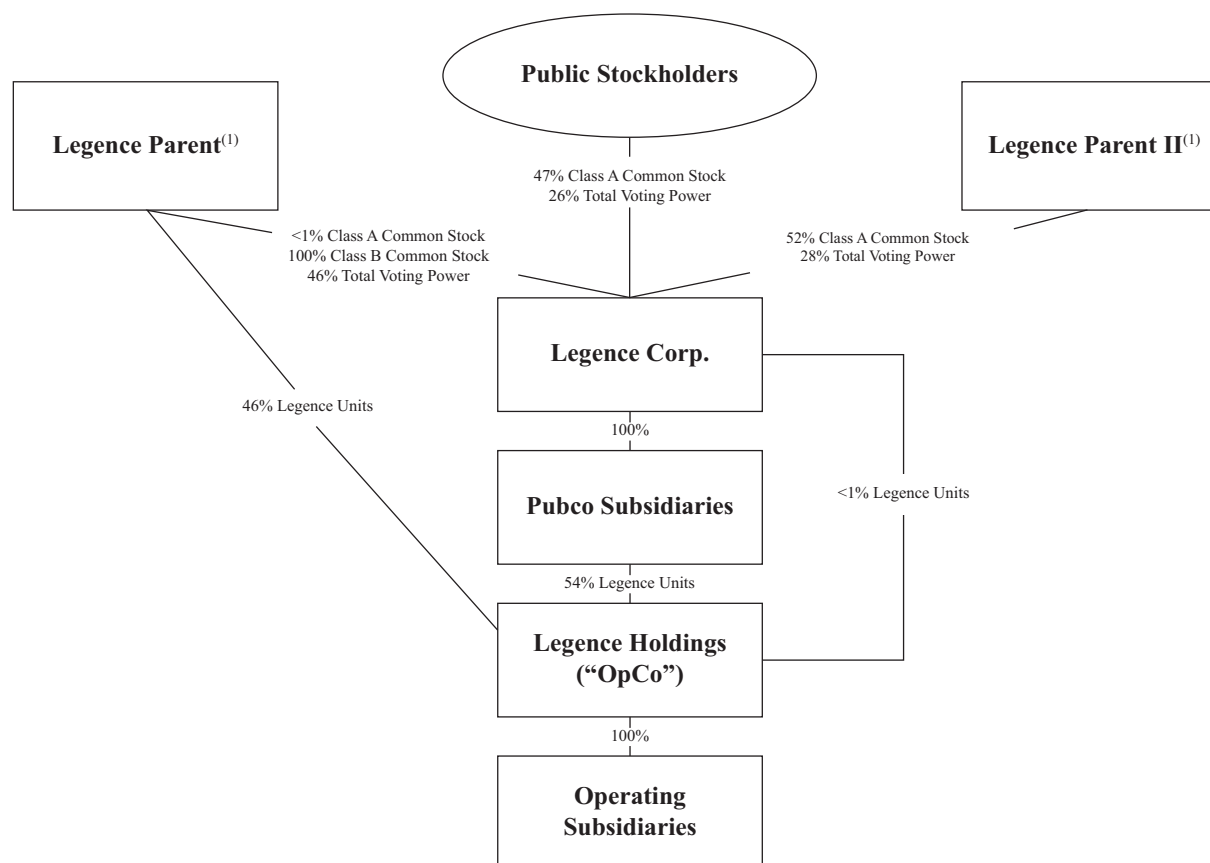 Public Stockholders
Legence Parent(1)
Legence Parent II(1)
47% Class A Common Stock
26% Total Voting Power
<1% Class A Common Stock
100% Class B Common Stock
46% Total Voting Power
52% Class A Common Stock
28% Total Voting Power
Legence Corp.
46% Legence Units
100%
Pubco Subsidiaries
<1% Legence Units
54% Legence Units
Legence Holdings
(“OpCo”)
100%
Operating
Subsidiaries